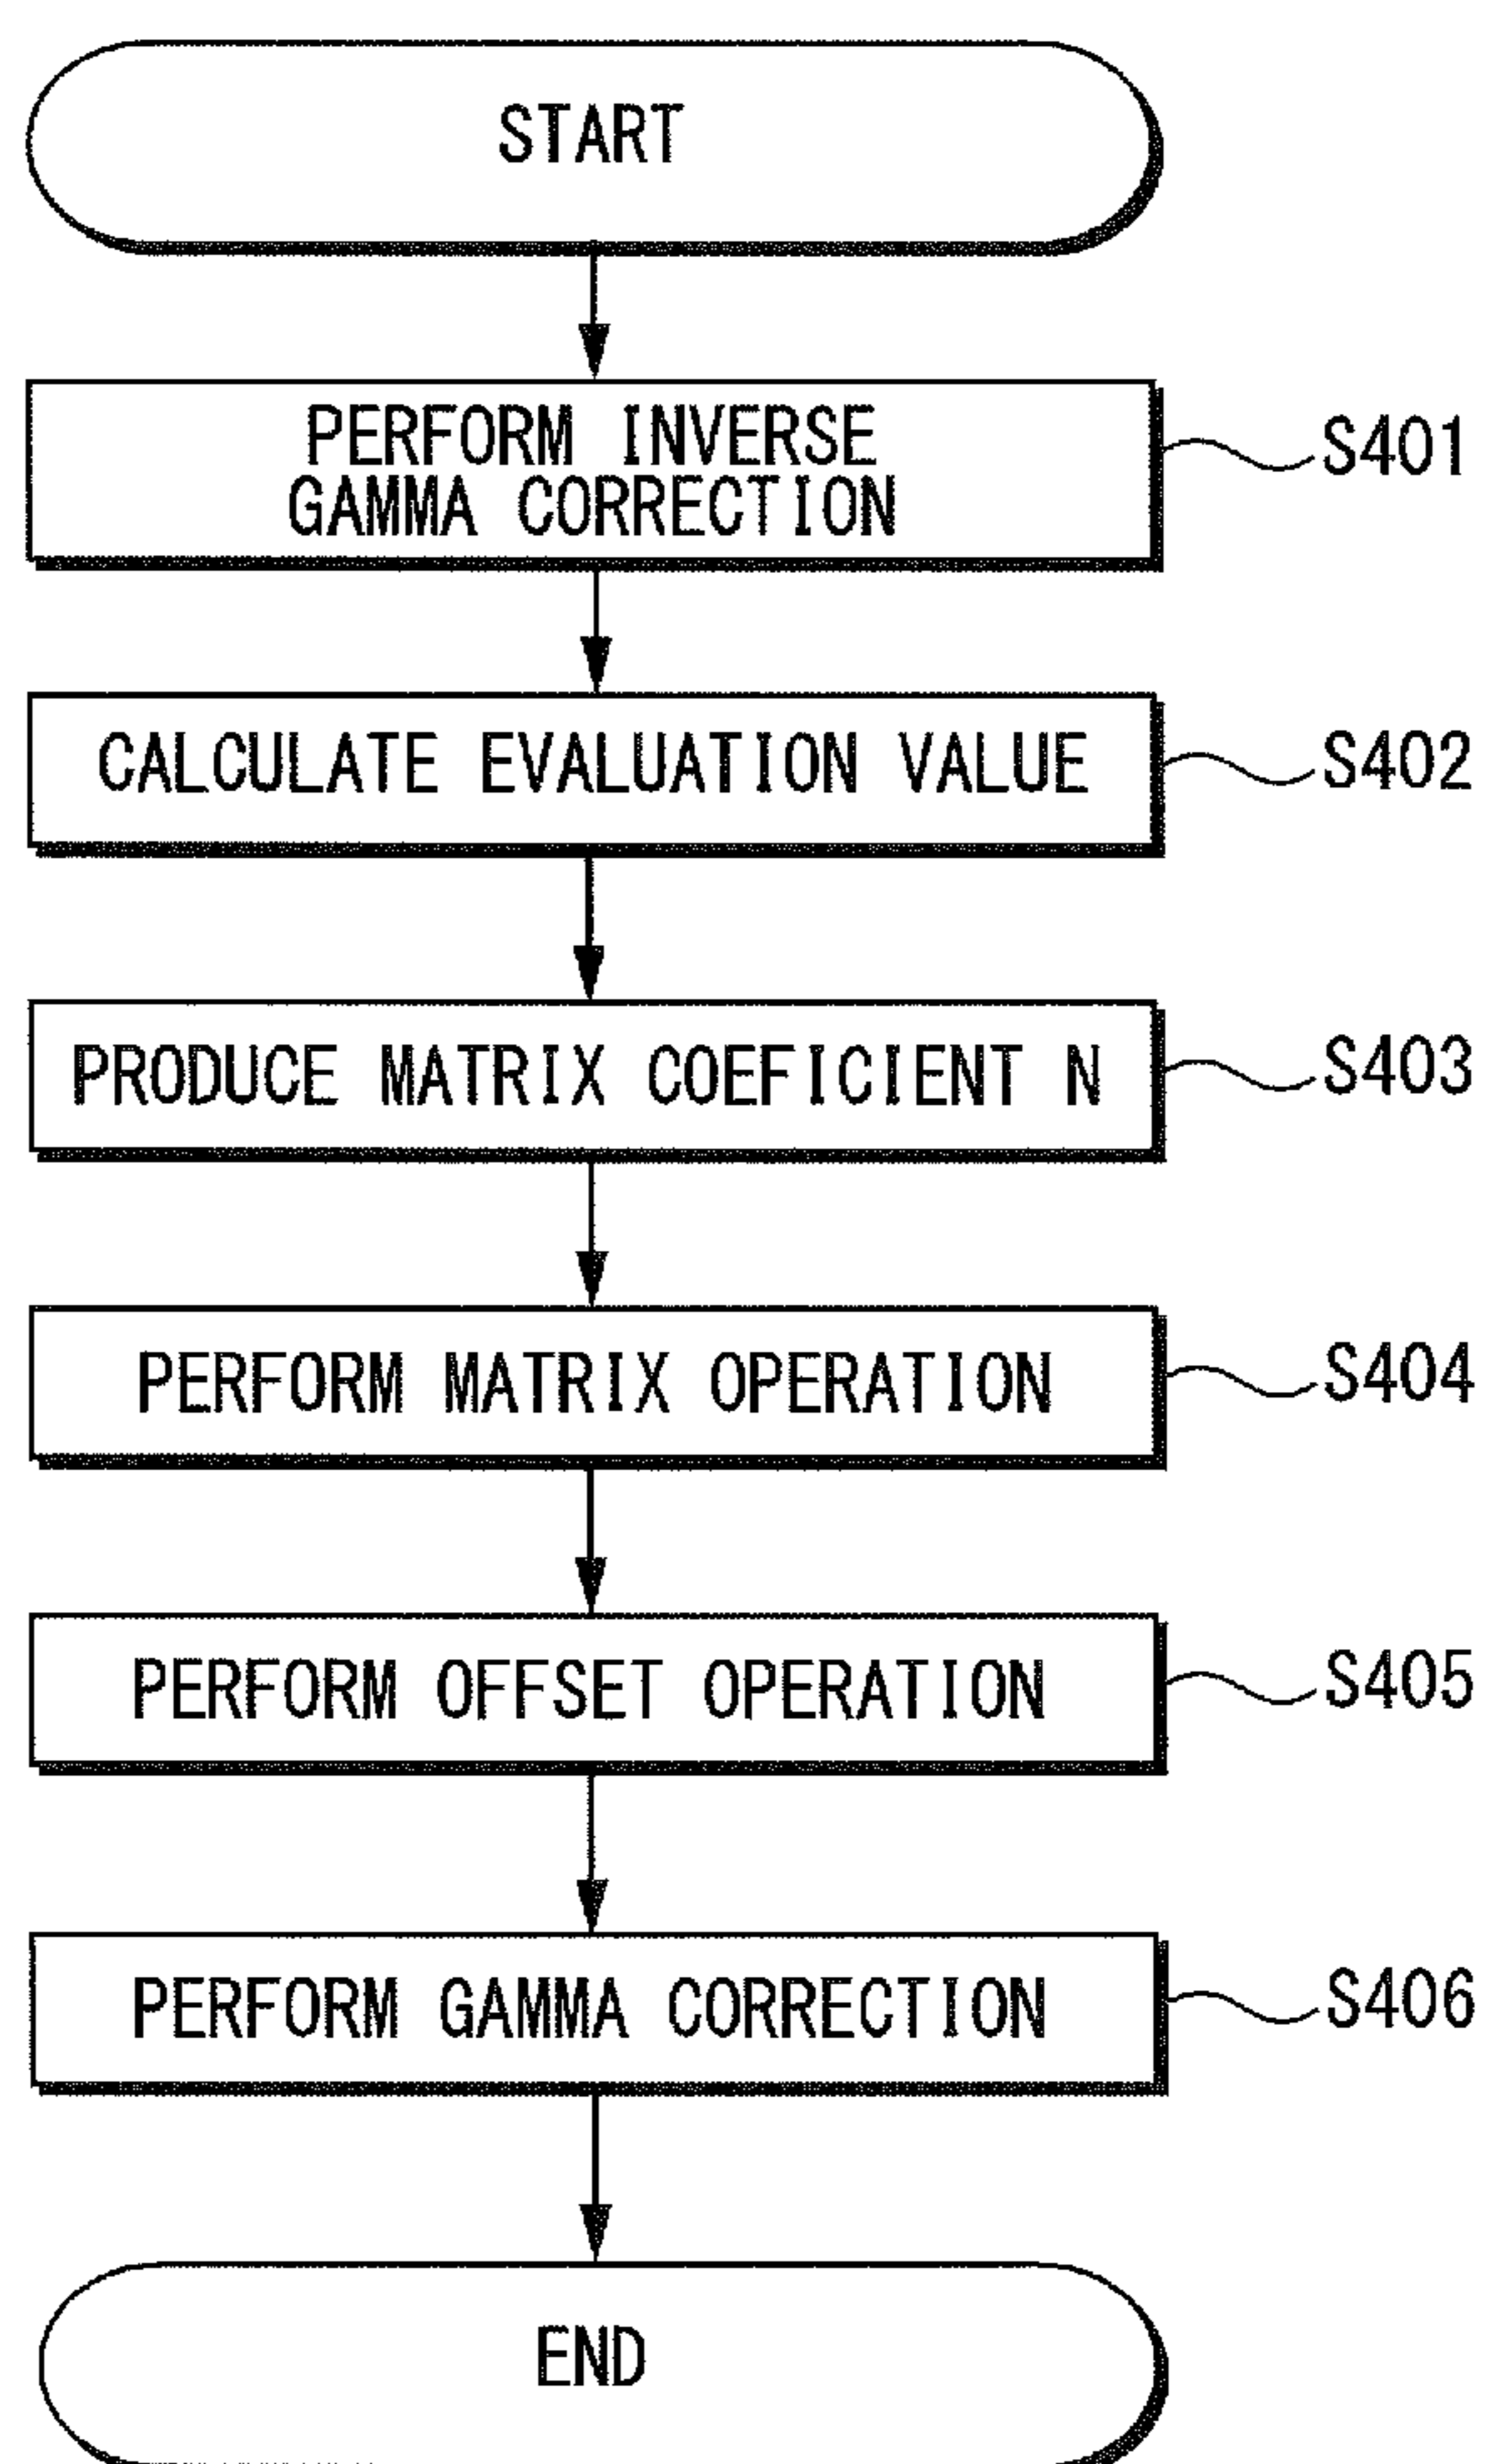 START
PERFORM INVERSE
GAMMA CORRECTION
S401
CALCULATE EVALUATION VALUE
S402
PRODUCE MATRIX COEFICIENT N
S403
PERFORM MATRIX OPERATION
S404
PERFORM OFFSET OPERATION
S405
PERFORM GAMMA CORRECTION
S406
END